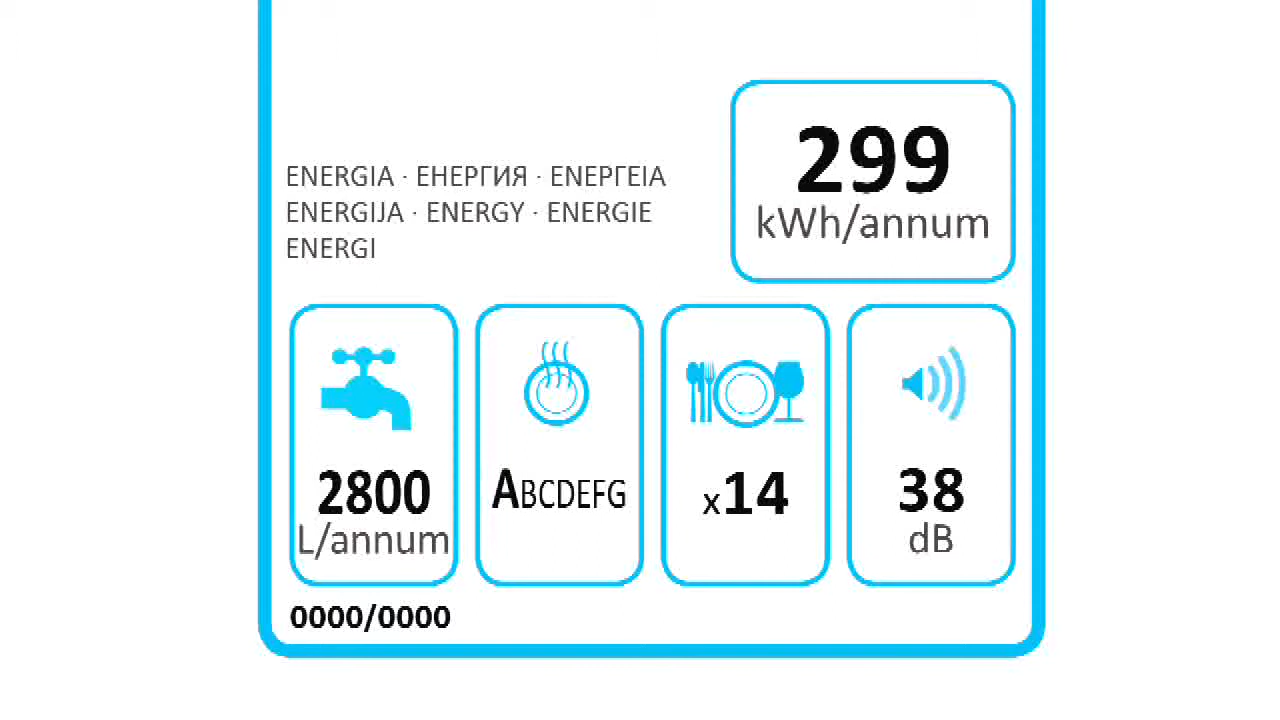 299
kWh/annum
ENERGIA · ЕНЕРГИЯ · ΕΝΕΡΓΕΙΑ
ENERGIJA · ENERGY · ENERGIE
ENERGI
2800
L/annum
ABCDEFG
x14
38
dB
0000/0000